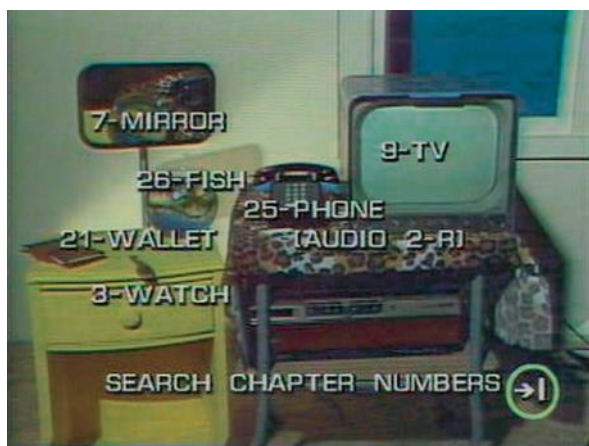 7-MIRROR
9-TV
26-FISH
25-PHONE
21-WALLET (AUDIO 2-R)
3-WATCH
SEARCH CHAPTER NUMBERS